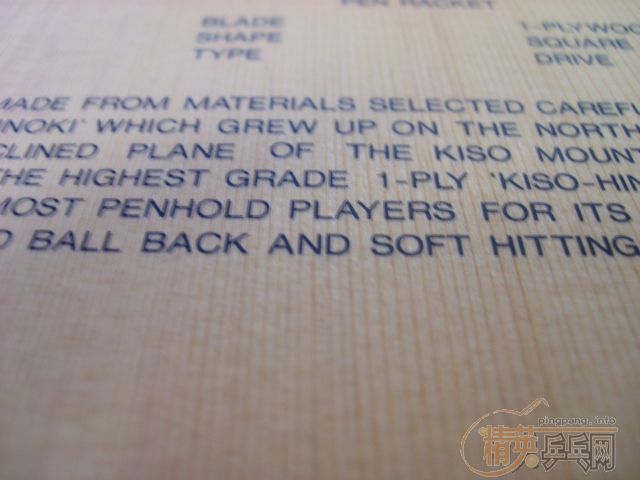 PEN RACKET
BLADE 1-PLYWOO
SHAPE SQUARE
TYPE DRIVE
MADE FROM MATERIALS SELECTED CAREFU
INOKI' WHICH GREW UP ON THE NORTH
CLINED PLANE OF THE KISO MOUNT
THE HIGHEST GRADE 1-PLY 'KISO-HIN
MOST PENHOLD PLAYERS FOR ITS
D BALL BACK AND SOFT HITTING
pingpang.info
精英乒乓网